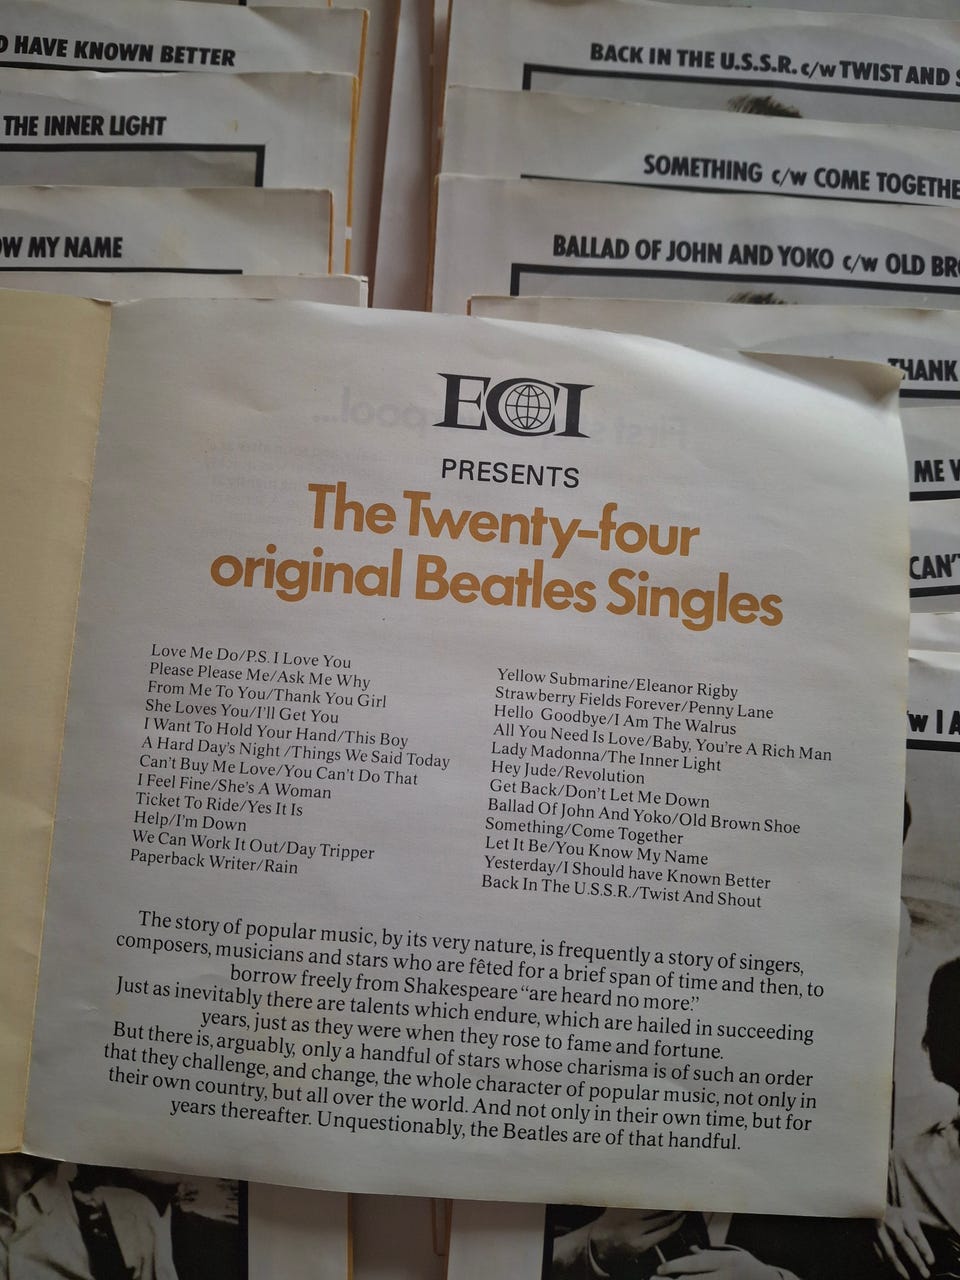 D HAVE KNOWN BETTER
THE INNER LIGHT
OW MY NAME
BACK IN THE U.S.S.R. c/w TWIST AND S
SOMETHING c/w COME TOGETHE
BALLAD OF JOHN AND YOKO c/w OLD BRO
THANK
ME
CAN'
/w I A
ECI
PRESENTS
The Twenty-four
original Beatles Singles
Love Me Do/P.S. I Love You
Please Please Me/Ask Me Why
From Me To You/Thank You Girl
She Loves You/I'll Get You
I Want To Hold Your Hand/This Boy
A Hard Day's Night /Things We Said Today
Can't Buy Me Love/You Can't Do That
I Feel Fine/She's A Woman
Ticket To Ride/Yes It Is
Help/I'm Down
We Can Work It Out/Day Tripper
Paperback Writer/Rain
Yellow Submarine/Eleanor Rigby
Strawberry Fields Forever/Penny Lane
Hello Goodbye/I Am The Walrus
All You Need Is Love/Baby, You're A Rich Man
Lady Madonna/The Inner Light
Hey Jude/Revolution
Get Back/Don't Let Me Down
Ballad Of John And Yoko/Old Brown Shoe
Something/Come Together
Let It Be/You Know My Name
Yesterday/I Should have Known Better
Back In The U.S.S.R./Twist And Shout
The story of popular music, by its very nature, is frequently a story of singers,
composers, musicians and stars who are fêted for a brief span of time and then, to
borrow freely from Shakespeare "are heard no more."
Just as inevitably there are talents which endure, which are hailed in succeeding
years, just as they were when they rose to fame and fortune.
But there is, arguably, only a handful of stars whose charisma is of such an order
that they challenge, and change, the whole character of popular music, not only in
their own country, but all over the world. And not only in their own time, but for
years thereafter. Unquestionably, the Beatles are of that handful.